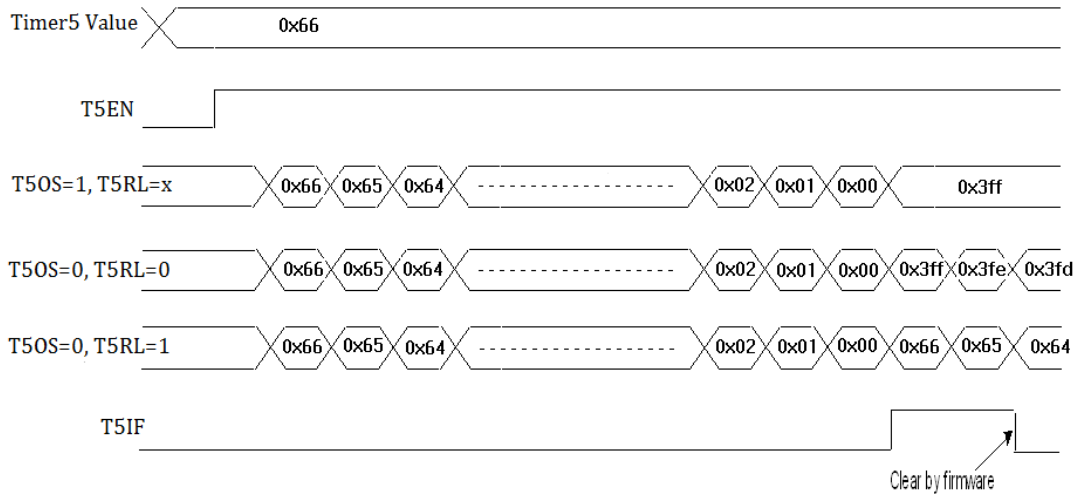 Timer5 Value 0x66
T5EN
T5OS=1, T5RL=x 0x66 0x65 0x64 0x02 0x01 0x00 0x3ff
T5OS=0, T5RL=0 0x66 0x65 0x64 0x02 0x01 0x00 0x3ff 0x3fe 0x3fd
T5OS=0, T5RL=1 0x66 0x65 0x64 0x02 0x01 0x00 0x66 0x65 0x64
T5IF
Clear by firmware